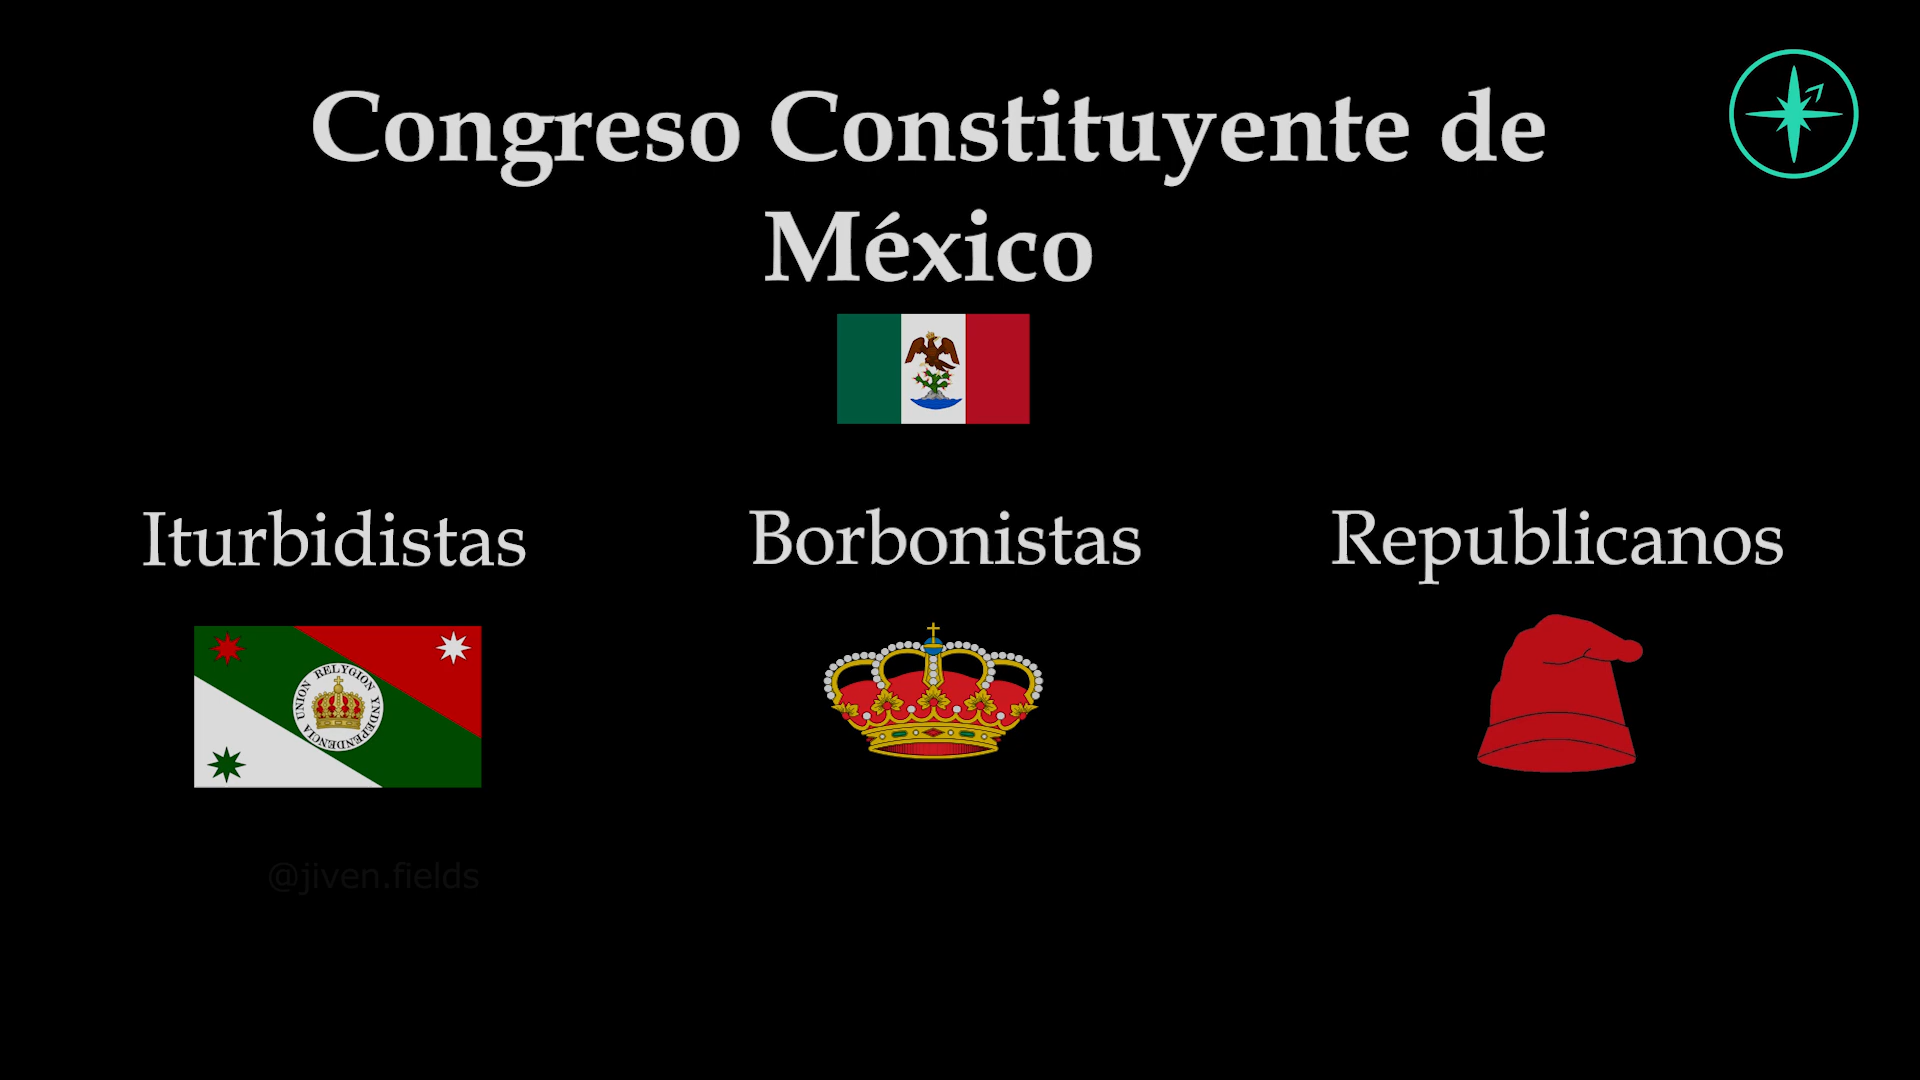 Congreso Constituyente de
México
Iturbidistas
Borbonistas
Republicanos
UNION RELYGION YNDEPENDENCIA
@jiven.fields